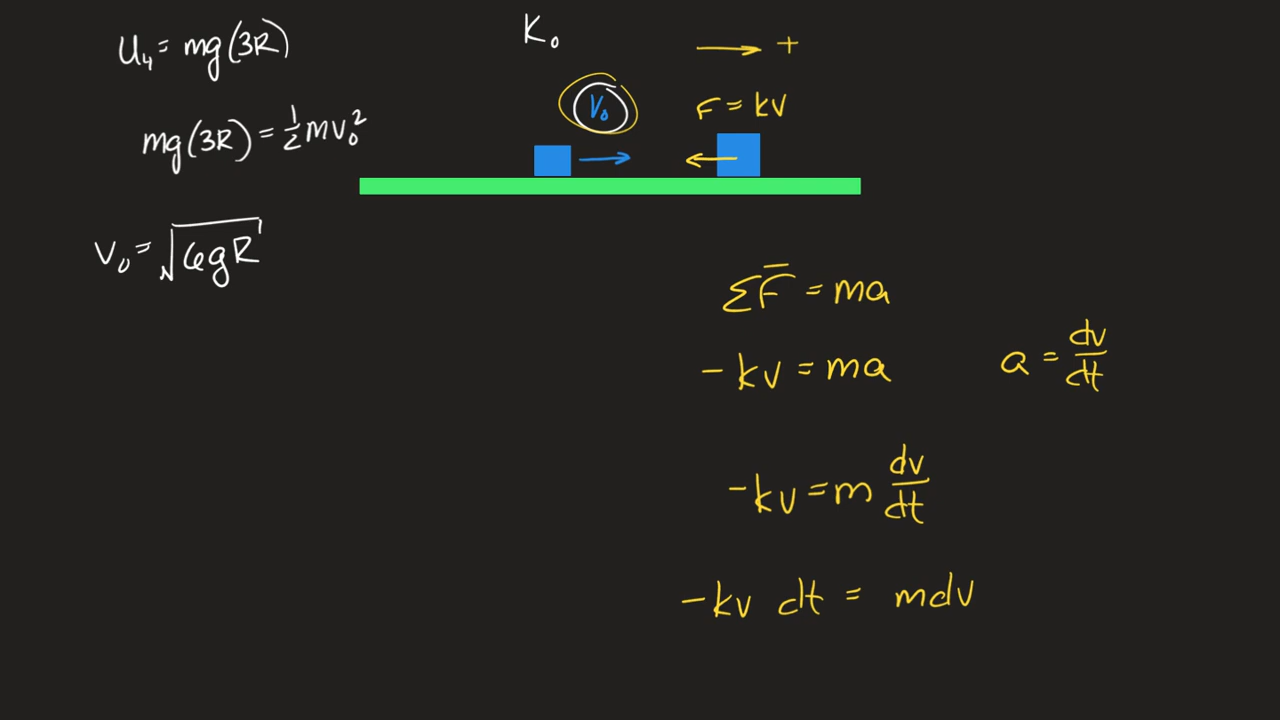 U₄ = mg(3R)
mg(3R) = ½mv₀²
v₀ = √6gR
K₀
→ +
V₀
F = kv
ΣF̅ = ma
-kv = ma
a = dv/dt
-kv = m dv/dt
-kv dt = mdv